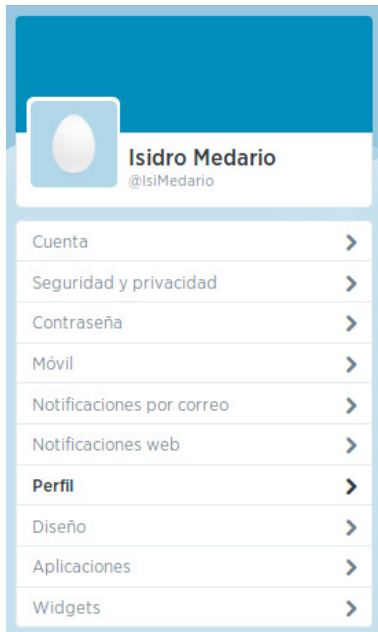 Isidro Medario
@IsiMedario
Cuenta
Seguridad y privacidad
Contraseña
Móvil
Notificaciones por correo
Notificaciones web
Perfil
Diseño
Aplicaciones
Widgets